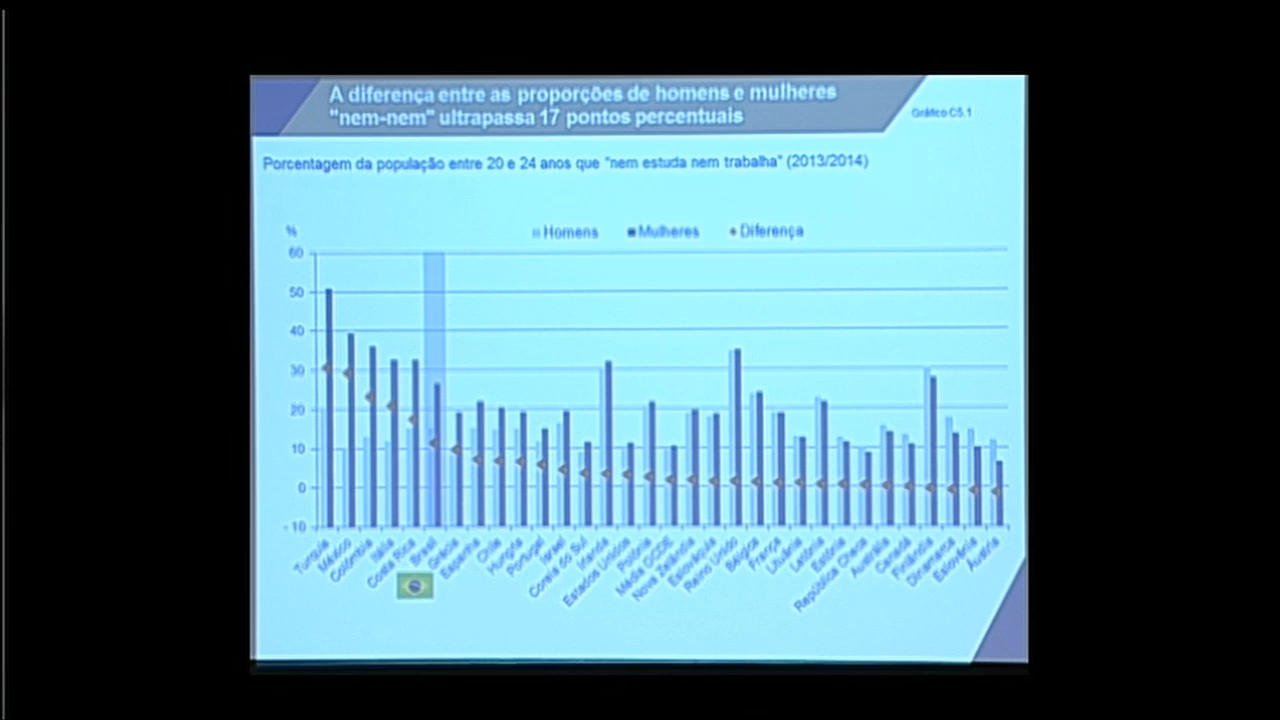 A diferença entre as proporções de homens e mulheres
"nem-nem" ultrapassa 17 pontos percentuais
Gráfico C5.1
Porcentagem da população entre 20 e 24 anos que "nem estuda nem trabalha" (2013/2014)
%
Homens Mulheres Diferença
60
50
40
30
20
10
0
-10
Turquia
México
Colômbia
Itália
Costa Rica
Brasil
Grécia
Espanha
Chile
Hungria
Portugal
Israel
Coreia do Sul
Irlanda
Estados Unidos
Polônia
Média OCDE
Nova Zelândia
Eslováquia
Reino Unido
Bélgica
França
Lituânia
Letônia
Estônia
República Checa
Austrália
Canadá
Finlândia
Dinamarca
Eslovênia
Áustria